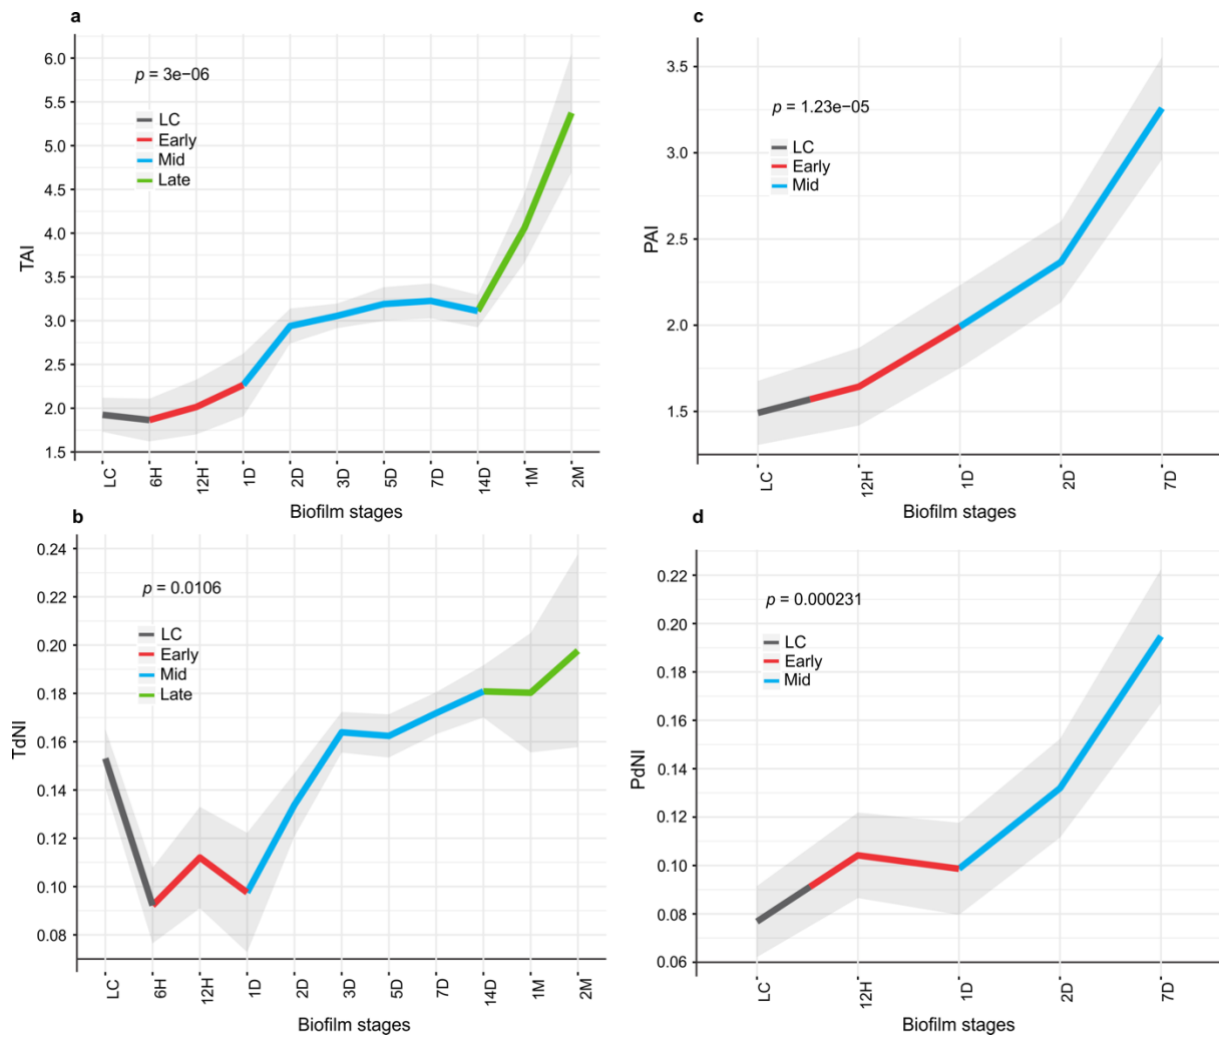 a
TAI
6.0
5.5
5.0
4.5
4.0
3.5
3.0
2.5
2.0
1.5
p = 3e−06
LC
Early
Mid
Late
LC 6H 12H 1D 2D 3D 5D 7D 14D 1M 2M
Biofilm stages
c
PAI
3.5
3.0
2.5
2.0
1.5
p = 1.23e−05
LC
Early
Mid
LC 12H 1D 2D 7D
Biofilm stages
b
TdNI
0.24
0.22
0.20
0.18
0.16
0.14
0.12
0.10
0.08
p = 0.0106
LC
Early
Mid
Late
LC 6H 12H 1D 2D 3D 5D 7D 14D 1M 2M
Biofilm stages
d
PdNI
0.22
0.20
0.18
0.16
0.14
0.12
0.10
0.08
0.06
p = 0.000231
LC
Early
Mid
LC 12H 1D 2D 7D
Biofilm stages